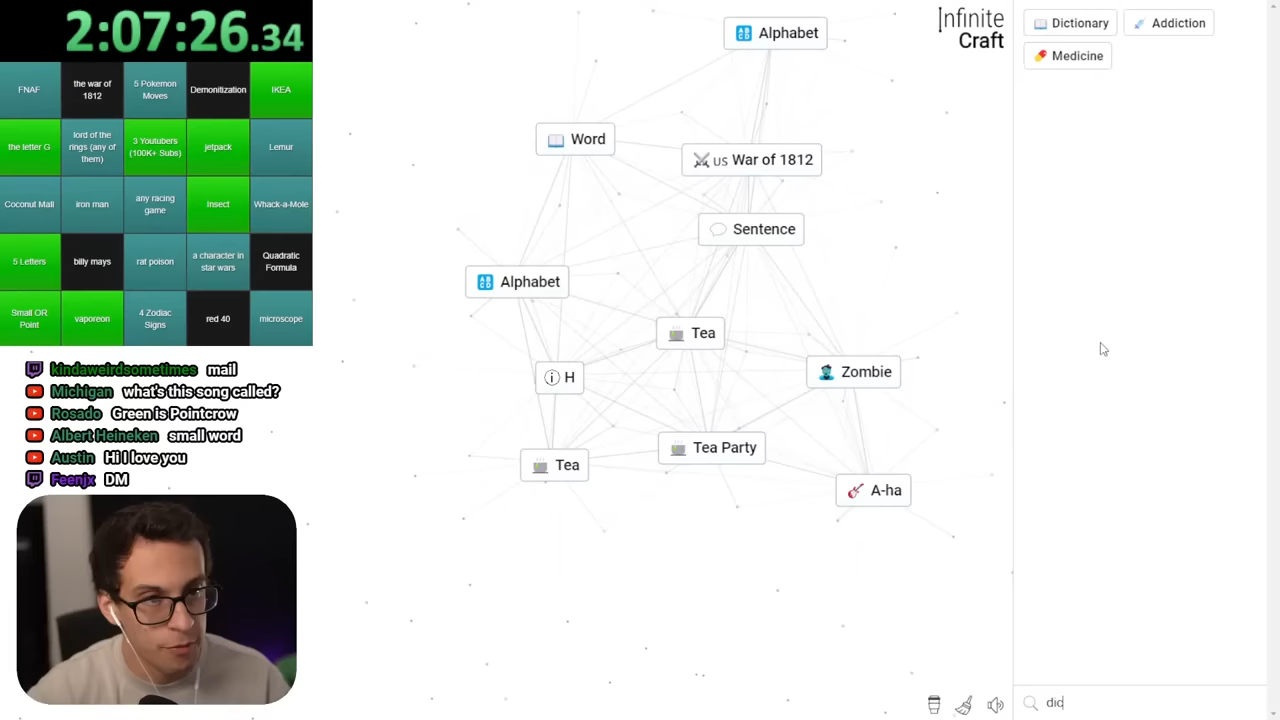 2:07:26.34
FNAF
the war of
1812
5 Pokemon
Moves
Demonitization
IKEA
the letter G
lord of the
rings (any of
them)
3 Youtubers
(100K+ Subs)
jetpack
Lemur
Coconut Mall
iron man
any racing
game
Insect
Whack-a-Mole
5 Letters
billy mays
rat poison
a character in
star wars
Quadratic
Formula
Small OR
Point
vaporeon
4 Zodiac
Signs
red 40
microscope
kindaweirdsometimes mail
Michigan what's this song called?
Rosado Green is Pointcrow
Albert Heineken small word
Austin Hi I love you
Feenjx DM
Alphabet
Word
US War of 1812
Sentence
Alphabet
Tea
H
Zombie
Tea Party
Tea
A-ha
Infinite
Craft
Dictionary
Addiction
Medicine
dic